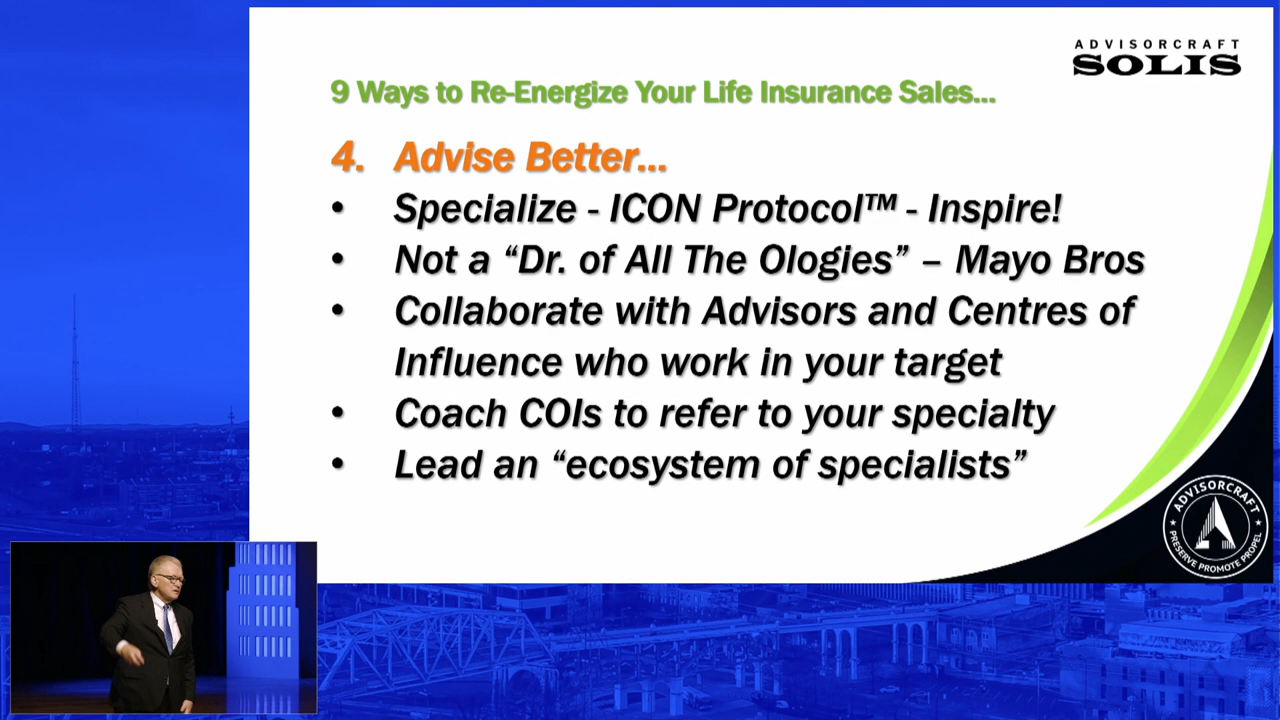 ADVISORCRAFT
SOLIS
9 Ways to Re-Energize Your Life Insurance Sales...
4. Advise Better...
• Specialize - ICON Protocol™ - Inspire!
• Not a “Dr. of All The Ologies” – Mayo Bros
• Collaborate with Advisors and Centres of
Influence who work in your target
• Coach COIs to refer to your specialty
• Lead an “ecosystem of specialists”
ADVISORCRAFT
PRESERVE PROMOTE PROPEL